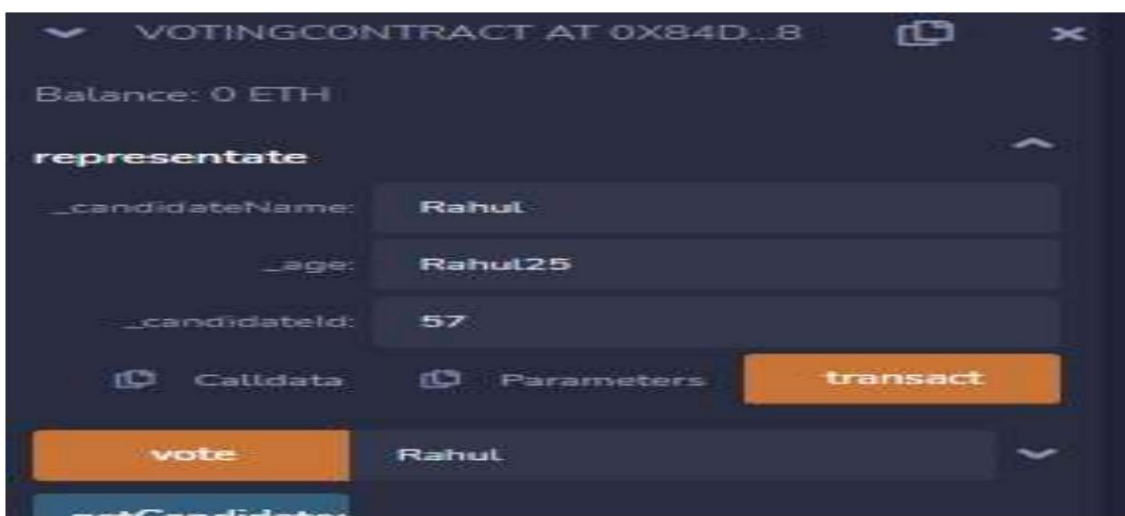 VOTINGCONTRACT AT 0X84D...8
Balance: 0 ETH
representate
_candidateName: Rahul
_age: Rahul25
_candidateId: 57
Calldata Parameters transact
vote Rahul